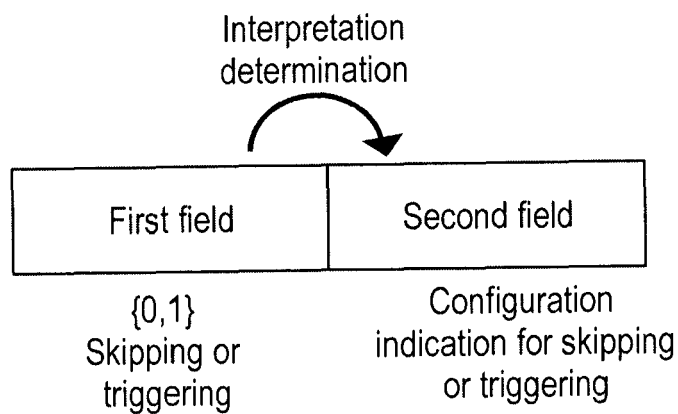 Interpretation
determination
First field
Second field
{0,1}
Skipping or
triggering
Configuration
indication for skipping
or triggering